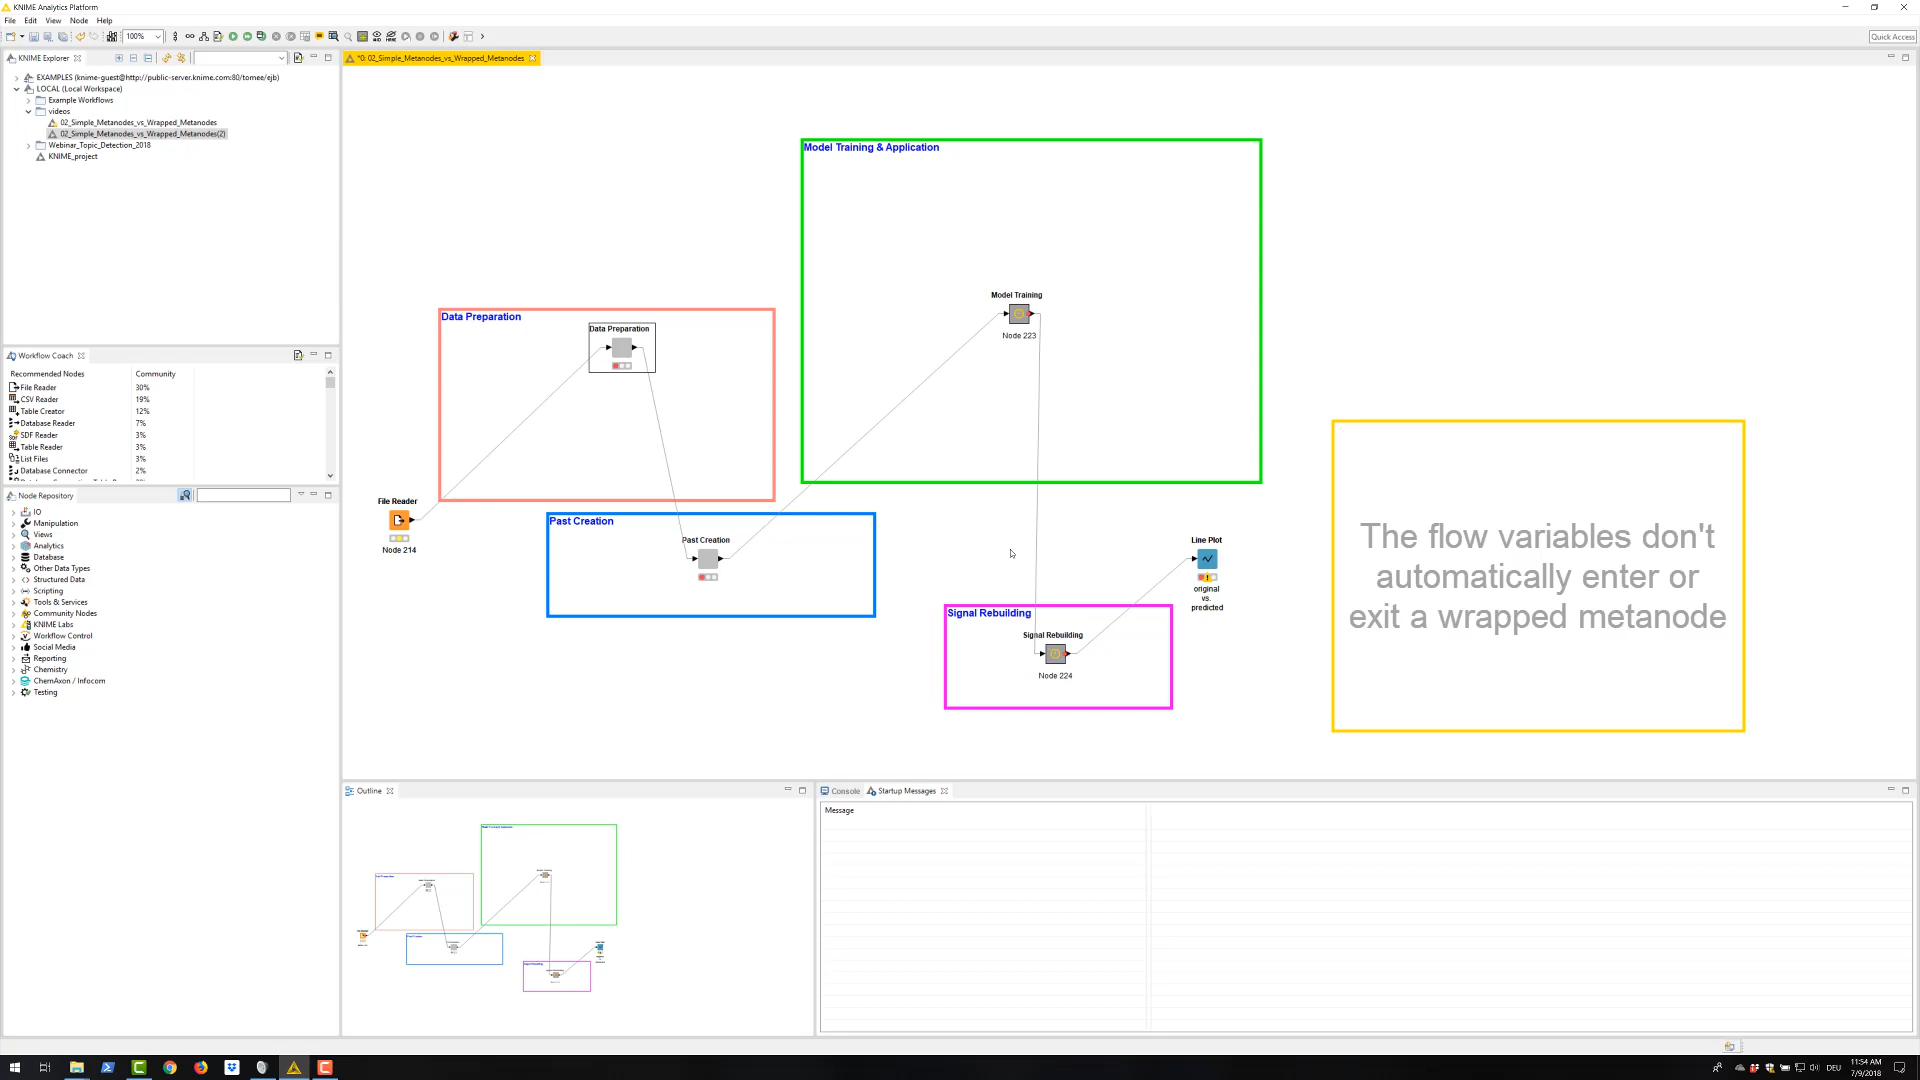 KNIME Analytics Platform
File Edit View Node Help
100%
Quick Access
KNIME Explorer
EXAMPLES (knime-guest@http://public-server.knime.com:80/tomee/ejb)
LOCAL (Local Workspace)
Example Workflows
videos
02_Simple_Metanodes_vs_Wrapped_Metanodes
02_Simple_Metanodes_vs_Wrapped_Metanodes(2)
Webinar_Topic_Detection_2018
KNIME_project
Workflow Coach
Recommended Nodes Community
File Reader 30%
CSV Reader 19%
Table Creator 12%
Database Reader 7%
SDF Reader 3%
Table Reader 3%
List Files 3%
Database Connector 2%
Node Repository
IO
Manipulation
Views
Analytics
Database
Other Data Types
Structured Data
Scripting
Tools & Services
Community Nodes
KNIME Labs
Workflow Control
Social Media
Reporting
Chemistry
ChemAxon / Infocom
Testing
*0: 02_Simple_Metanodes_vs_Wrapped_Metanodes
Model Training & Application
Model Training
Node 223
Data Preparation
Data Preparation
File Reader
Node 214
Past Creation
Past Creation
Line Plot
original
vs.
predicted
Signal Rebuilding
Signal Rebuilding
Node 224
The flow variables don't
automatically enter or
exit a wrapped metanode
Outline
Console Startup Messages
Message
DEU
11:54 AM
7/9/2018